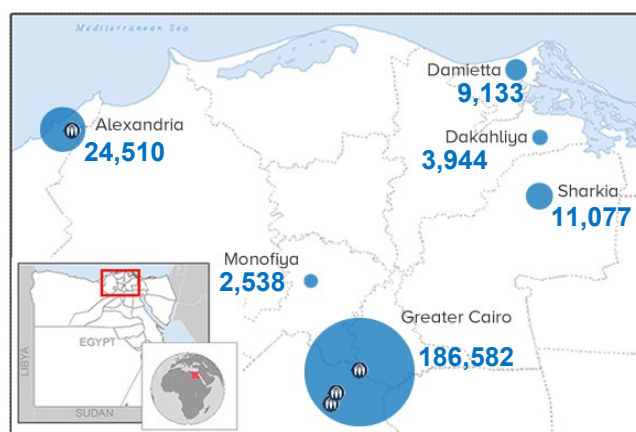 Mediterranean Sea
Damietta
9,133
Alexandria
24,510
Dakahliya
3,944
Sharkia
11,077
Monofiya
2,538
Greater Cairo
186,582
LIBYA
EGYPT
SUDAN